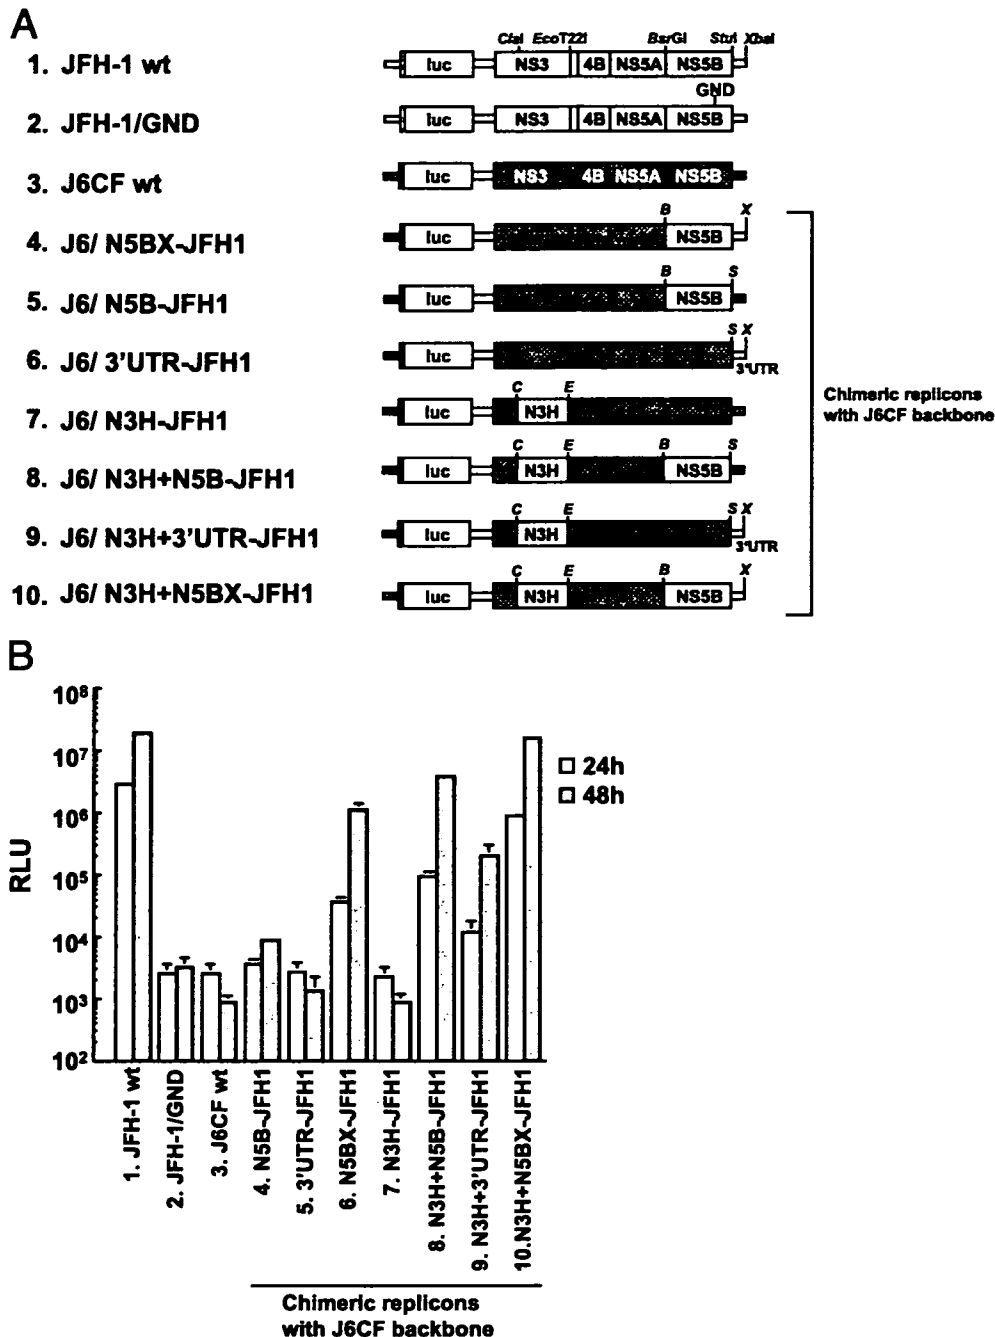 A
ClaI EcoT22I BsrGI StuI XbaI
1. JFH-1 wt luc NS3 4B NS5A NS5B
GND
2. JFH-1/GND luc NS3 4B NS5A NS5B
3. J6CF wt luc NS3 4B NS5A NS5B
B X
4. J6/ N5BX-JFH1 luc NS5B
B S
5. J6/ N5B-JFH1 luc NS5B
S X
6. J6/ 3'UTR-JFH1 luc
3'UTR
C E
7. J6/ N3H-JFH1 luc N3H
Chimeric replicons
with J6CF backbone
C E B S
8. J6/ N3H+N5B-JFH1 luc N3H NS5B
C E S X
9. J6/ N3H+3'UTR-JFH1 luc N3H
3'UTR
C E B X
10. J6/ N3H+N5BX-JFH1 luc N3H NS5B
B
RLU
10⁸
10⁷
10⁶
10⁵
10⁴
10³
10²
24h
48h
1. JFH-1 wt
2. JFH-1/GND
3. J6CF wt
4. N5B-JFH1
5. 3'UTR-JFH1
6. N5BX-JFH1
7. N3H-JFH1
8. N3H+N5B-JFH1
9. N3H+3'UTR-JFH1
10.N3H+N5BX-JFH1
Chimeric replicons
with J6CF backbone